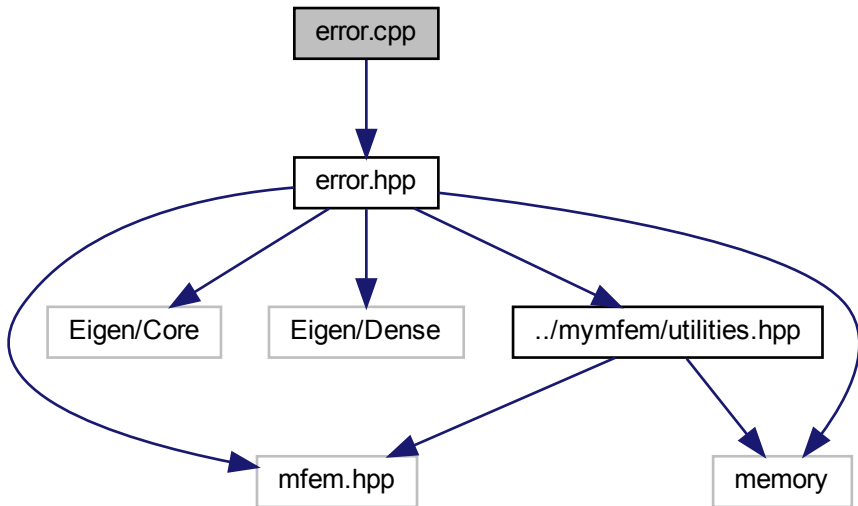 error.cpp
error.hpp
Eigen/Core
Eigen/Dense
../mymfem/utilities.hpp
mfem.hpp
memory